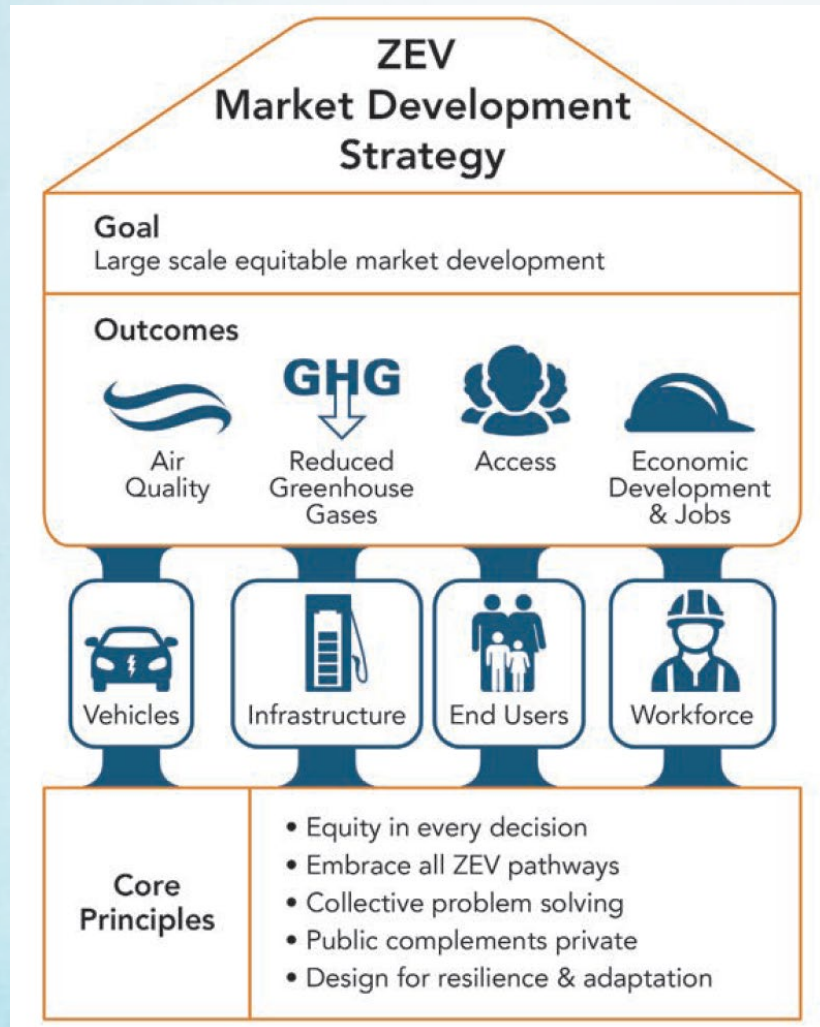 ZEV
Market Development
Strategy
Goal
Large scale equitable market development
Outcomes
GHG
Air
Quality
Reduced
Greenhouse
Gases
Access
Economic
Development
& Jobs
Vehicles
Infrastructure
End Users
Workforce
Core
Principles
• Equity in every decision
• Embrace all ZEV pathways
• Collective problem solving
• Public complements private
• Design for resilience & adaptation